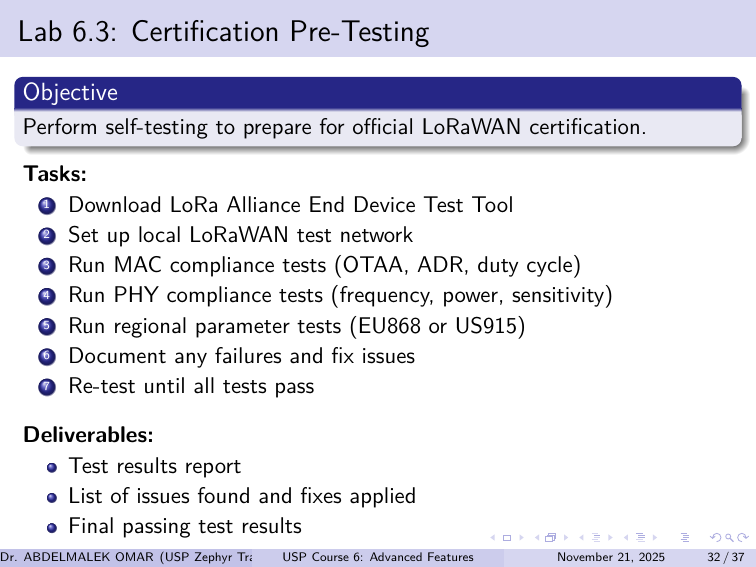 Lab 6.3: Certification Pre-Testing
Objective
Perform self-testing to prepare for official LoRaWAN certification.
Tasks:
1 Download LoRa Alliance End Device Test Tool
2 Set up local LoRaWAN test network
3 Run MAC compliance tests (OTAA, ADR, duty cycle)
4 Run PHY compliance tests (frequency, power, sensitivity)
5 Run regional parameter tests (EU868 or US915)
6 Document any failures and fix issues
7 Re-test until all tests pass
Deliverables:
Test results report
List of issues found and fixes applied
Final passing test results
Dr. ABDELMALEK OMAR (USP Zephyr Tra USP Course 6: Advanced Features November 21, 2025 32 / 37